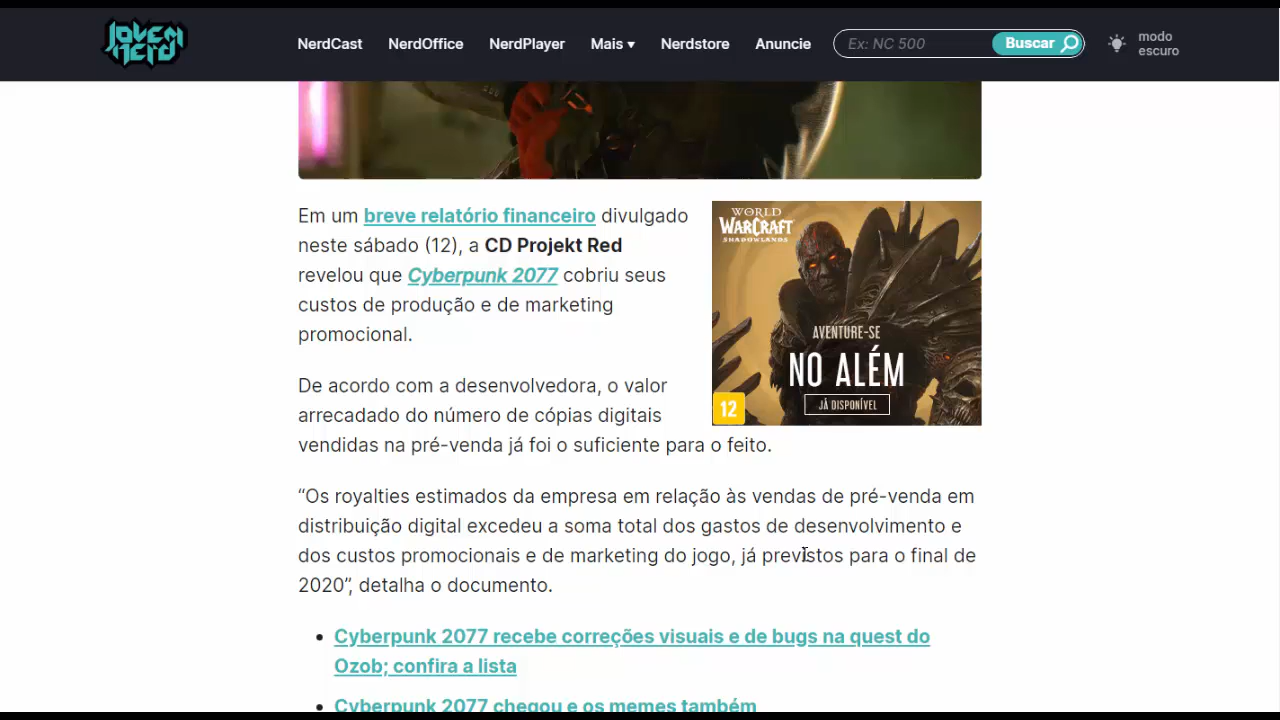 JOVEM NERD
NerdCast NerdOffice NerdPlayer Mais ▾ Nerdstore Anuncie Ex: NC 500 Buscar modo escuro
Em um breve relatório financeiro divulgado
neste sábado (12), a CD Projekt Red
revelou que Cyberpunk 2077 cobriu seus
custos de produção e de marketing
promocional.
WORLD
WARCRAFT
SHADOWLANDS
AVENTURE-SE
NO ALÉM
JÁ DISPONÍVEL
12
De acordo com a desenvolvedora, o valor
arrecadado do número de cópias digitais
vendidas na pré-venda já foi o suficiente para o feito.
“Os royalties estimados da empresa em relação às vendas de pré-venda em
distribuição digital excedeu a soma total dos gastos de desenvolvimento e
dos custos promocionais e de marketing do jogo, já previstos para o final de
2020”, detalha o documento.
• Cyberpunk 2077 recebe correções visuais e de bugs na quest do
Ozob; confira a lista
• Cyberpunk 2077 chegou e os memes também